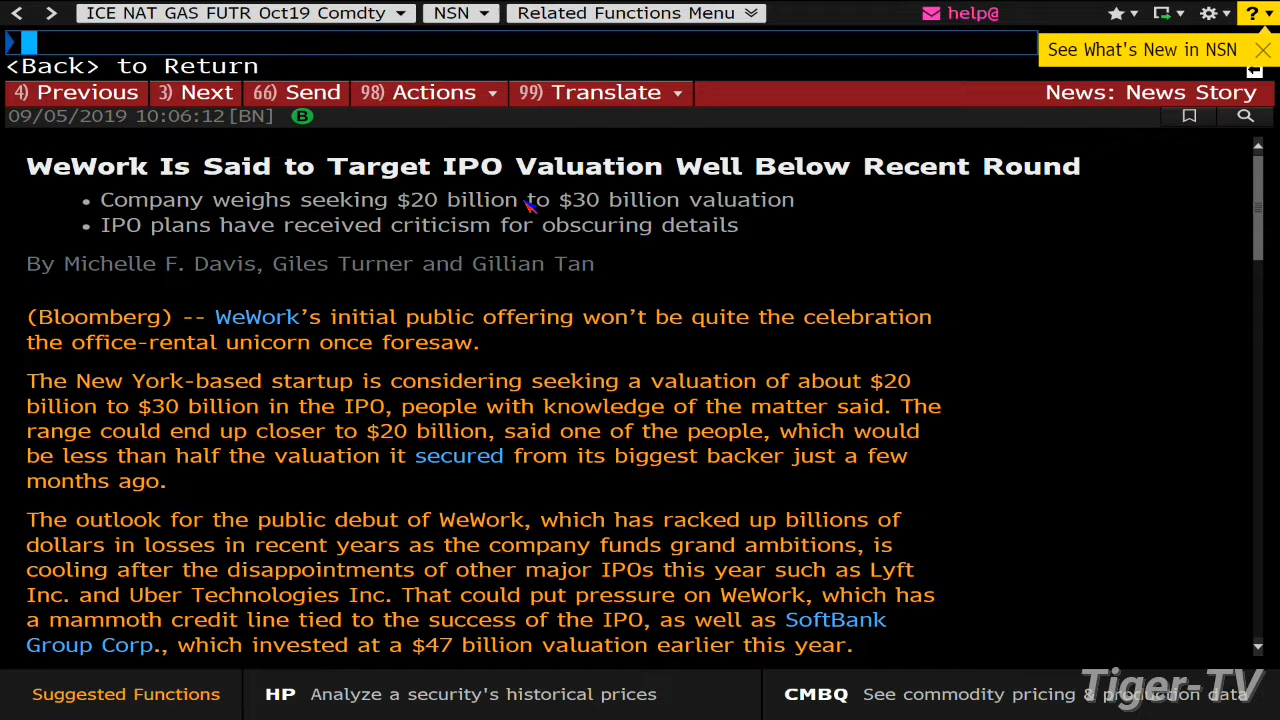 ICE NAT GAS FUTR Oct19 Comdty NSN Related Functions Menu help@ ?
See What's New in NSN
<Back> to Return
4) Previous 3) Next 66) Send 98) Actions 99) Translate News: News Story
09/05/2019 10:06:12 [BN] B
WeWork Is Said to Target IPO Valuation Well Below Recent Round
• Company weighs seeking $20 billion to $30 billion valuation
• IPO plans have received criticism for obscuring details
By Michelle F. Davis, Giles Turner and Gillian Tan
(Bloomberg) -- WeWork’s initial public offering won’t be quite the celebration
the office-rental unicorn once foresaw.
The New York-based startup is considering seeking a valuation of about $20
billion to $30 billion in the IPO, people with knowledge of the matter said. The
range could end up closer to $20 billion, said one of the people, which would
be less than half the valuation it secured from its biggest backer just a few
months ago.
The outlook for the public debut of WeWork, which has racked up billions of
dollars in losses in recent years as the company funds grand ambitions, is
cooling after the disappointments of other major IPOs this year such as Lyft
Inc. and Uber Technologies Inc. That could put pressure on WeWork, which has
a mammoth credit line tied to the success of the IPO, as well as SoftBank
Group Corp., which invested at a $47 billion valuation earlier this year.
Suggested Functions HP Analyze a security's historical prices CMBQ See commodity pricing & production data
Tiger-TV